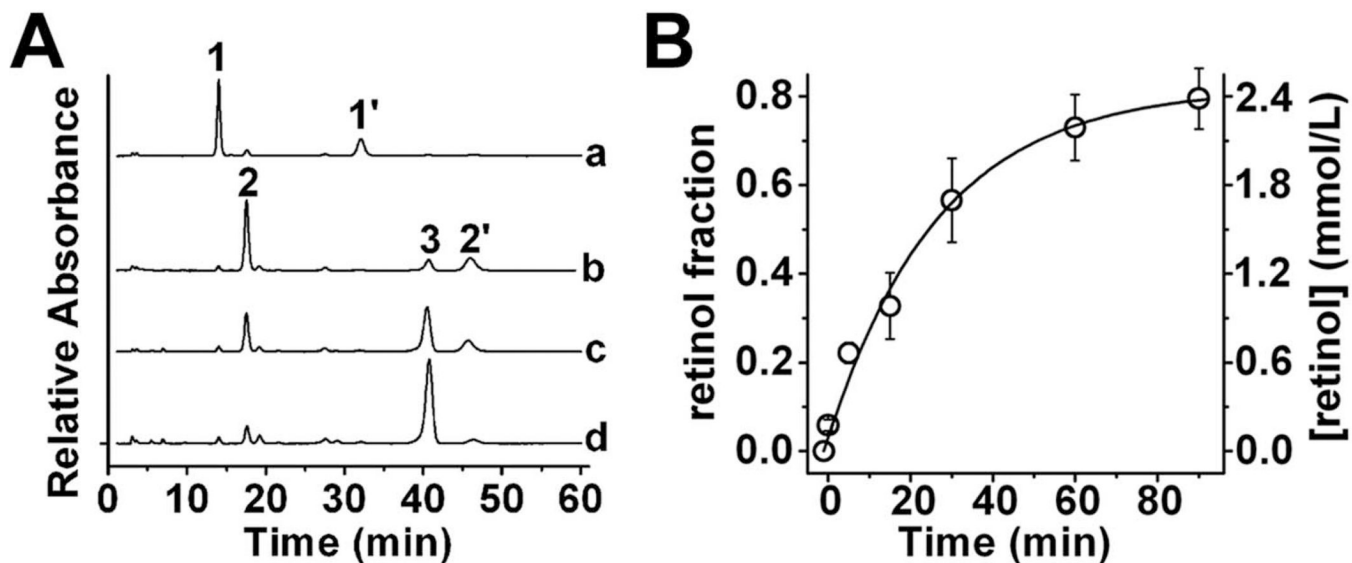 A
1
1'
a
2
3
2'
b
c
d
Relative Absorbance
0 10 20 30 40 50 60
Time (min)
B
retinol fraction
0.8
0.6
0.4
0.2
0.0
2.4
1.8
1.2
0.6
0.0
[retinol] (mmol/L)
0 20 40 60 80
Time (min)